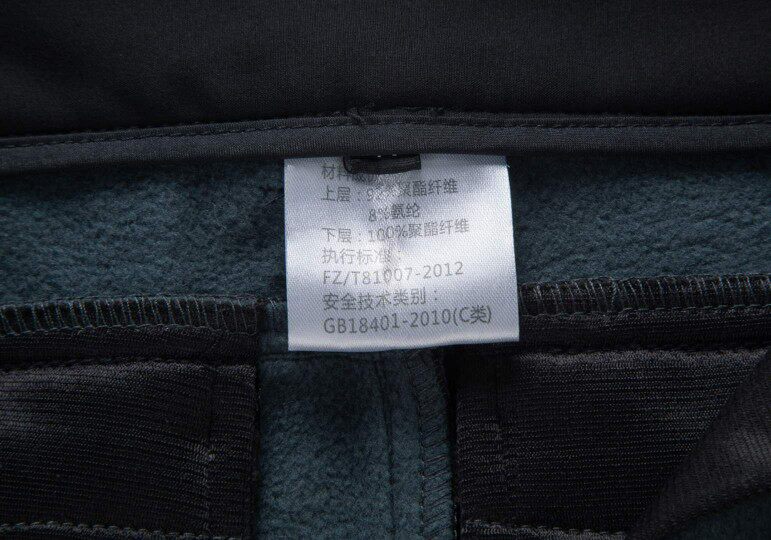 材料
上层：9%聚酯纤维
8%氨纶
下层：100%聚酯纤维
执行标准：
FZ/T81007-2012
安全技术类别：
GB18401-2010(C类)